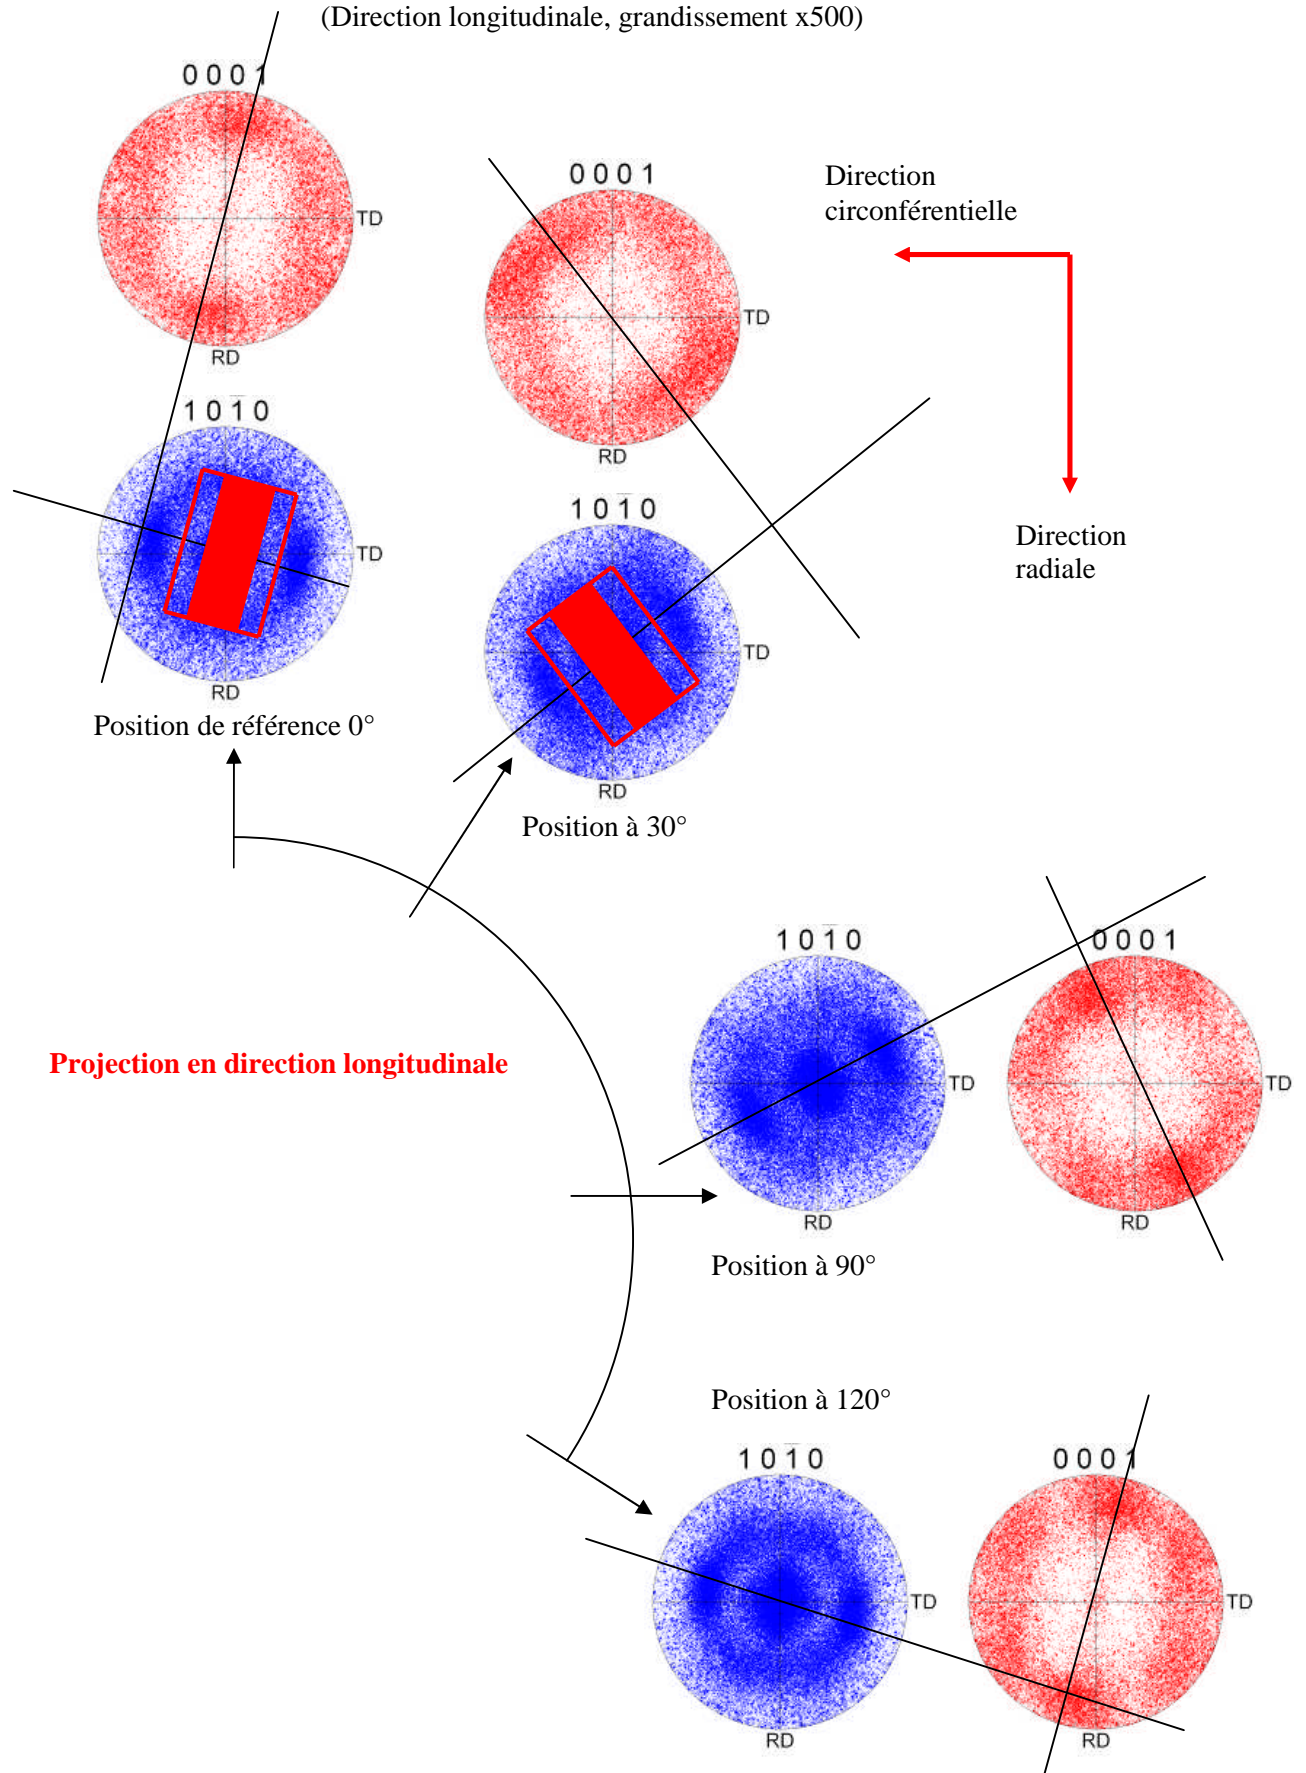 (Direction longitudinale, grandissement x500)
0 0 0 1
TD
RD
0 0 0 1
TD
RD
Direction
circonférentielle
Direction
radiale
1 0 1̄ 0
TD
RD
Position de référence 0°
1 0 1̄ 0
TD
RD
Position à 30°
Projection en direction longitudinale
1 0 1̄ 0
TD
RD
0 0 0 1
TD
RD
Position à 90°
Position à 120°
1 0 1̄ 0
TD
RD
0 0 0 1
TD
RD